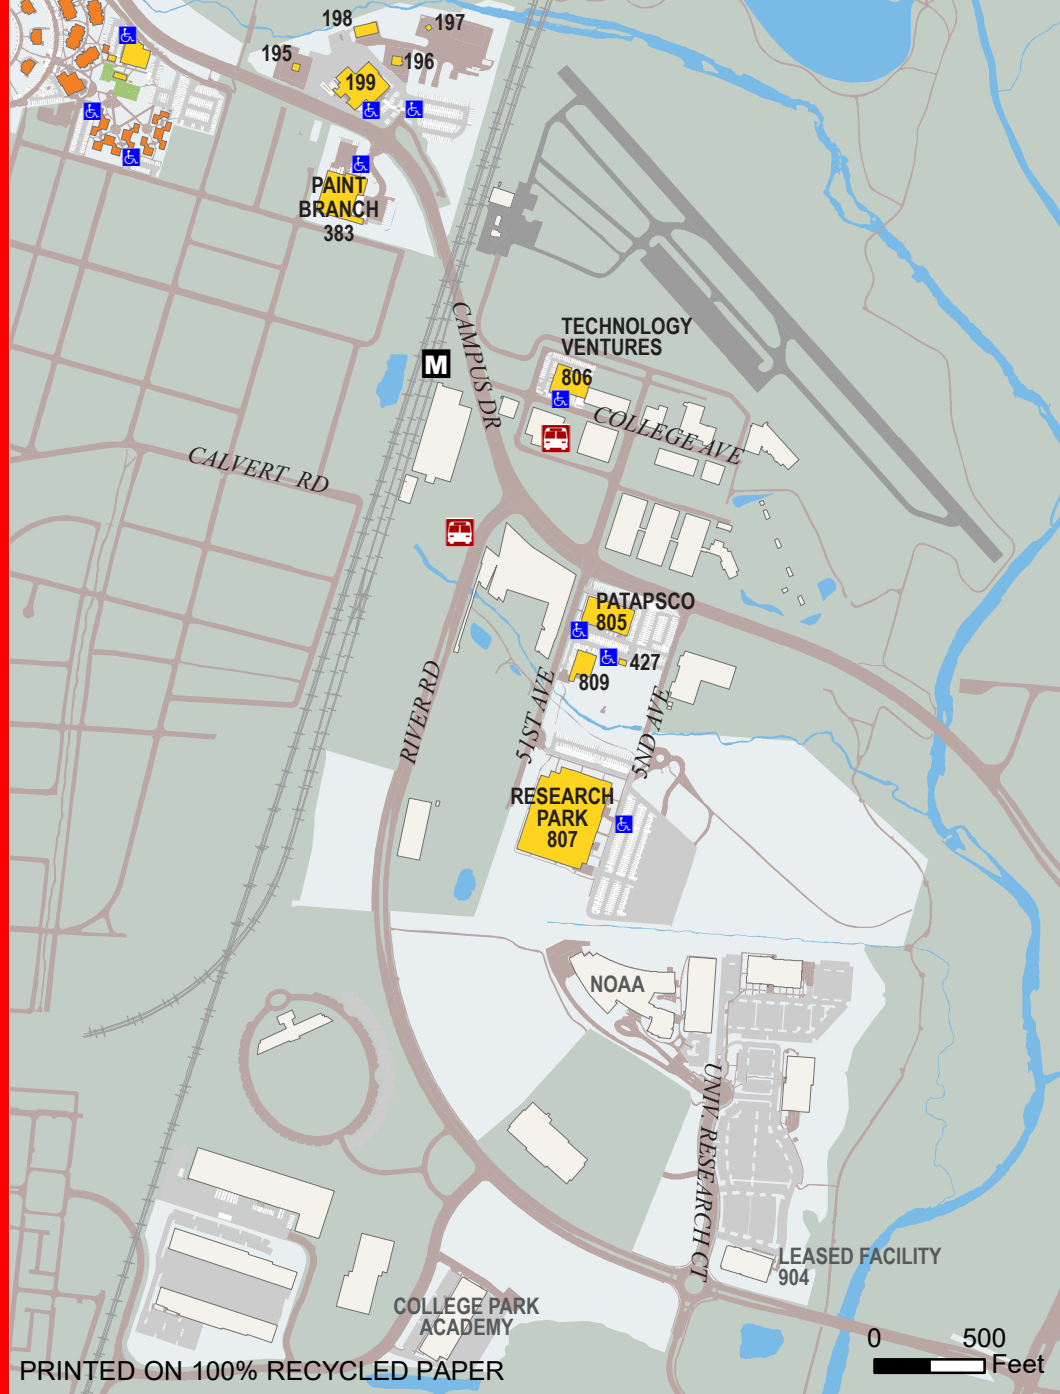 198
197
195
196
199
PAINT
BRANCH
383
CAMPUS DR
TECHNOLOGY
VENTURES
M
806
COLLEGE AVE
CALVERT RD
PATAPSCO
805
427
809
RIVER RD
51ST AVE
5ND AVE
RESEARCH
PARK
807
NOAA
UNIV. RESEARCH CT
LEASED FACILITY
904
COLLEGE PARK
ACADEMY
0 500
Feet
PRINTED ON 100% RECYCLED PAPER